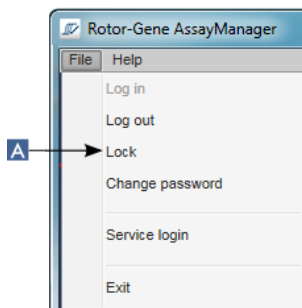 Rotor-Gene AssayManager
File Help
Log in
Log out
A Lock
Change password
Service login
Exit